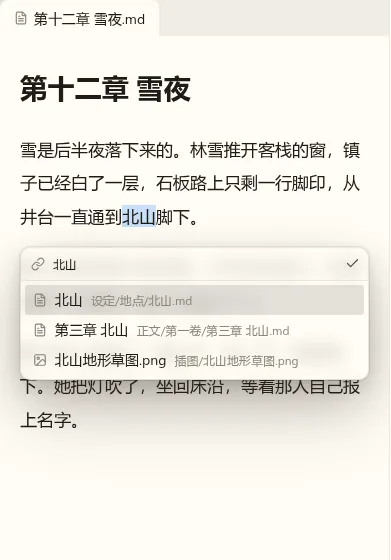 第十二章 雪夜.md
第十二章 雪夜
雪是后半夜落下来的。林雪推开客栈的窗，镇
子已经白了一层，石板路上只剩一行脚印，从
井台一直通到北山脚下。
北山
北山 设定/地点/北山.md
第三章 北山 正文/第一卷/第三章 北山.md
北山地形草图.png 插图/北山地形草图.png
下。她把灯吹了，坐回床沿，等着那人自己报
上名字。